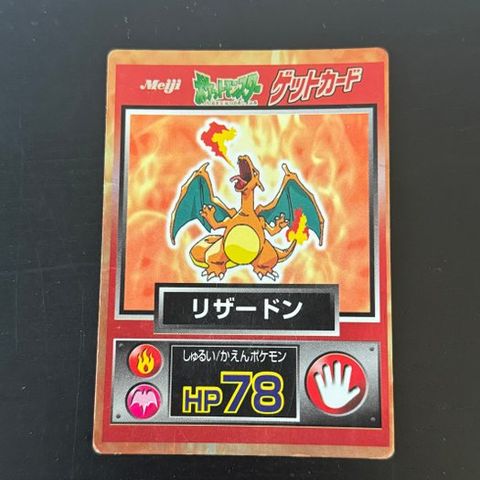 Meiji
ポケットモンスター
ゲットカード
リザードン
しゅるい/かえんポケモン
HP78